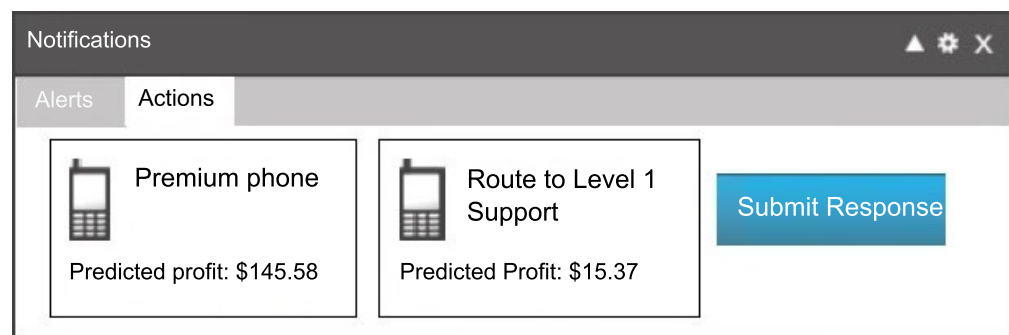 Notifications
X
Alerts
Actions
Premium phone
Predicted profit: $145.58
Route to Level 1
Support
Predicted Profit: $15.37
Submit Response